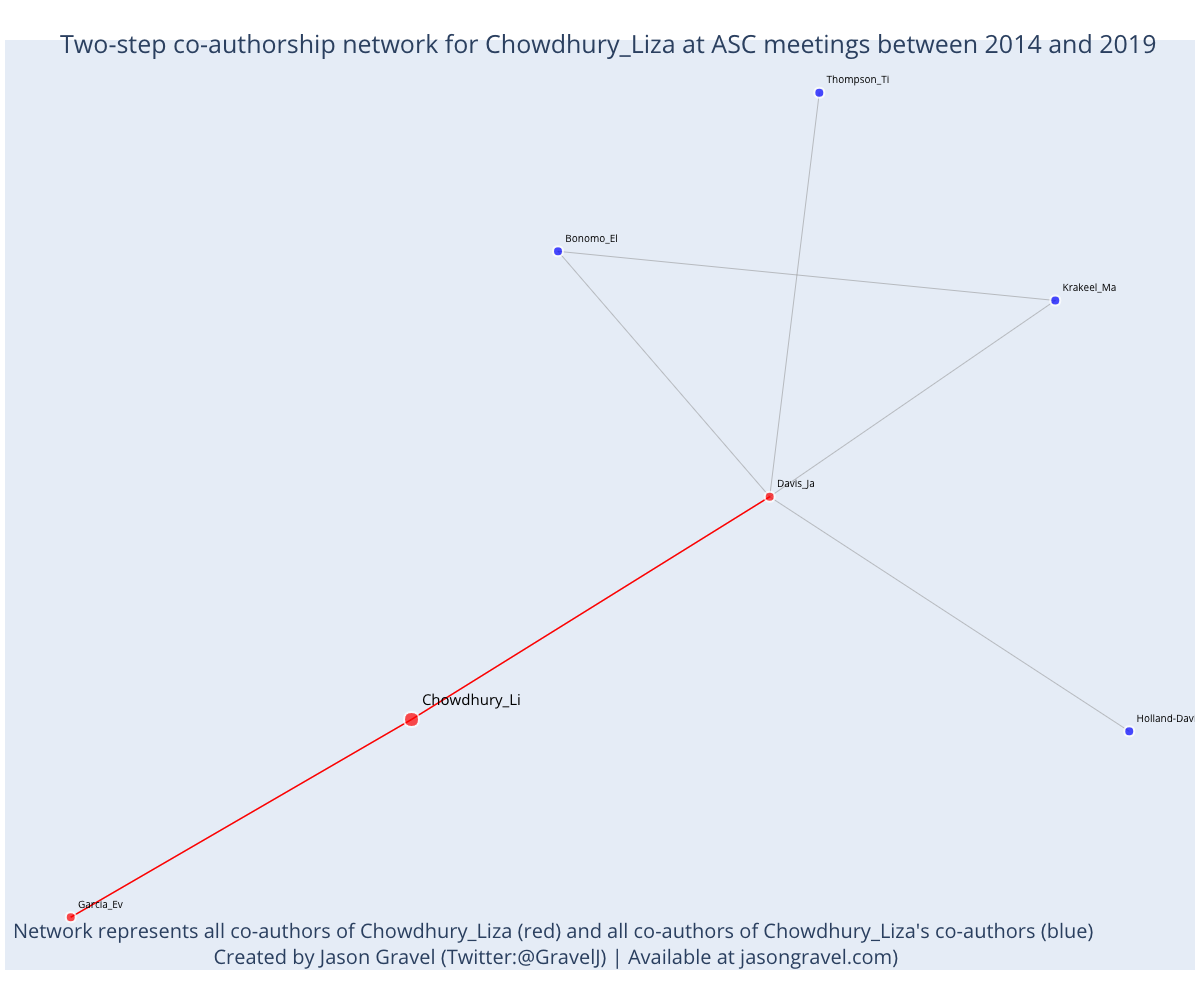 Two-step co-authorship network for Chowdhury_Liza at ASC meetings between 2014 and 2019
Thompson_Ti
Bonomo_El
Krakeel_Ma
Davis_Ja
Chowdhury_Li
Holland-Davi
Garcia_Ev
Network represents all co-authors of Chowdhury_Liza (red) and all co-authors of Chowdhury_Liza's co-authors (blue)
Created by Jason Gravel (Twitter:@GravelJ) | Available at jasongravel.com)